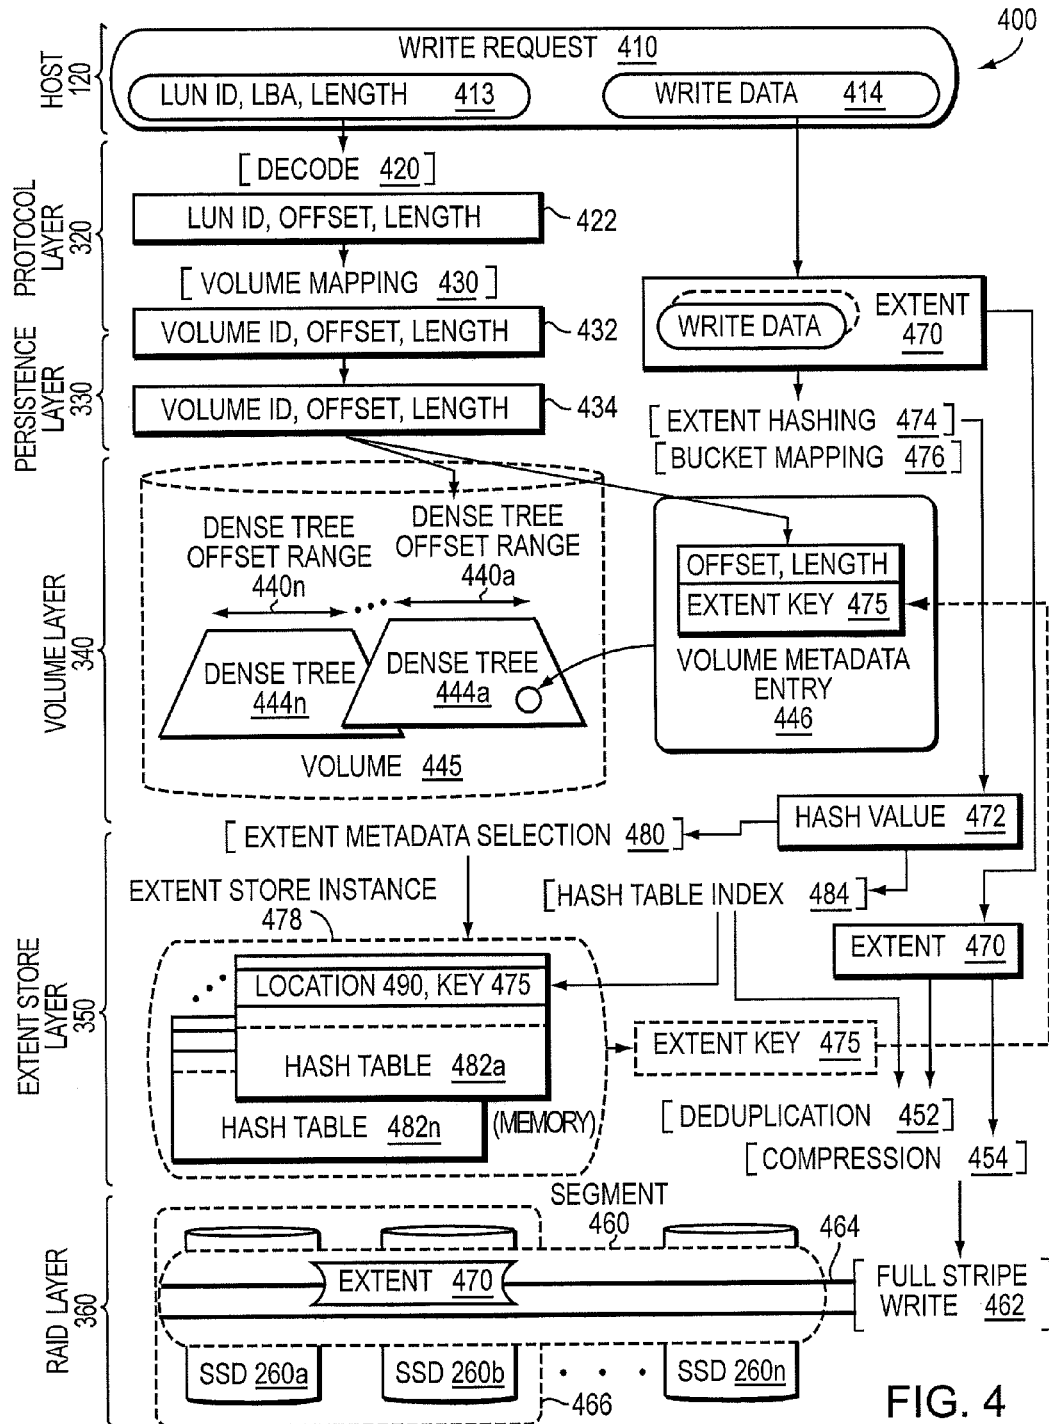 400
HOST
120
WRITE REQUEST 410
LUN ID, LBA, LENGTH 413
WRITE DATA 414
PROTOCOL
LAYER
320
[DECODE 420]
LUN ID, OFFSET, LENGTH
422
[VOLUME MAPPING 430]
VOLUME ID, OFFSET, LENGTH
432
WRITE DATA
EXTENT
470
PERSISTENCE
LAYER
330
VOLUME ID, OFFSET, LENGTH
434
[EXTENT HASHING 474]
[BUCKET MAPPING 476]
VOLUME LAYER
340
DENSE TREE
OFFSET RANGE
440n
DENSE TREE
OFFSET RANGE
440a
DENSE TREE
444n
DENSE TREE
444a
VOLUME 445
OFFSET, LENGTH
EXTENT KEY 475
VOLUME METADATA
ENTRY
446
HASH VALUE 472
EXTENT STORE
LAYER
350
[EXTENT METADATA SELECTION 480]
[HASH TABLE INDEX 484]
EXTENT STORE INSTANCE
478
EXTENT 470
LOCATION 490, KEY 475
HASH TABLE 482a
HASH TABLE 482n
(MEMORY)
EXTENT KEY 475
[DEDUPLICATION 452]
[COMPRESSION 454]
RAID LAYER
360
SEGMENT
460
464
EXTENT 470
[FULL STRIPE
WRITE 462]
SSD 260a
SSD 260b
SSD 260n
466
FIG. 4